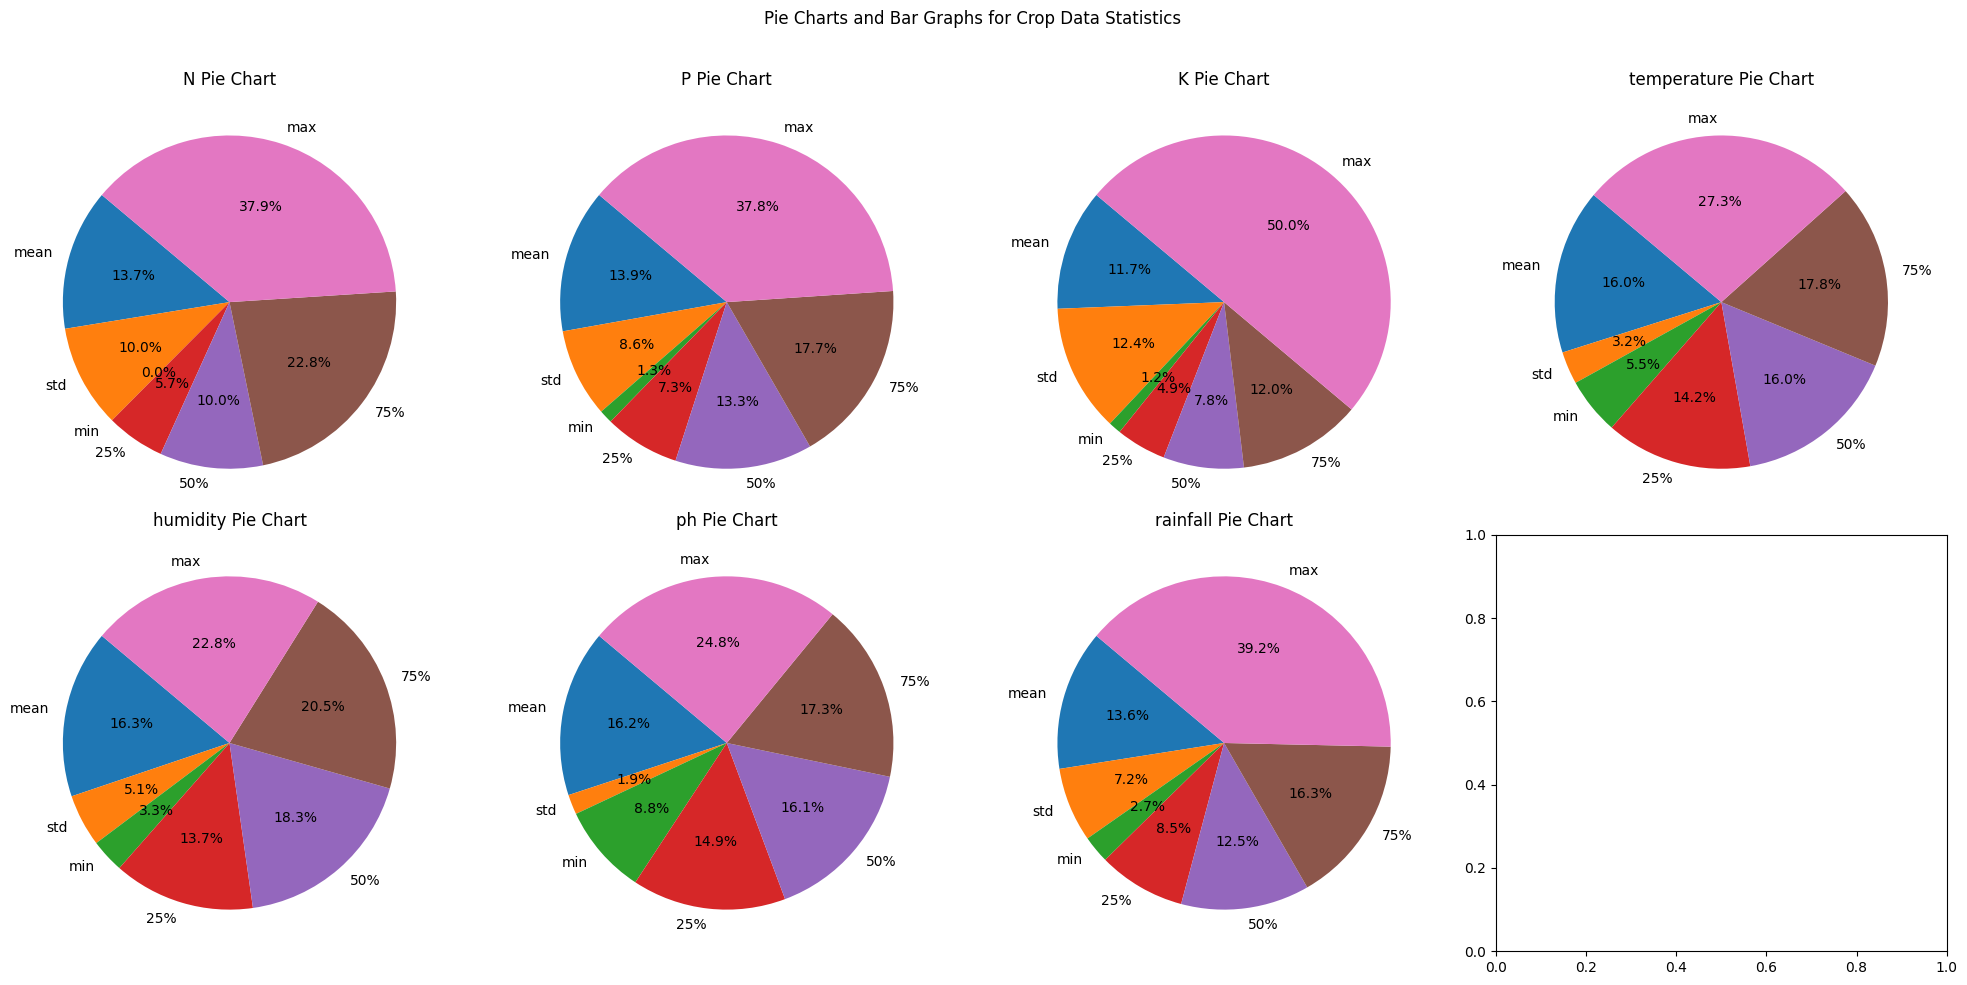 Pie Charts and Bar Graphs for Crop Data Statistics
N Pie Chart
max
37.9%
mean
13.7%
10.0%
std
0.0%
5.7%
22.8%
10.0%
75%
min
25%
50%
P Pie Chart
max
37.8%
mean
13.9%
8.6%
std
1.3%
7.3%
17.7%
13.3%
75%
min
25%
50%
K Pie Chart
max
50.0%
mean
11.7%
12.4%
std
1.2%
4.9%
7.8%
12.0%
min
25%
50%
75%
temperature Pie Chart
max
27.3%
mean
16.0%
17.8%
75%
3.2%
std
5.5%
14.2%
16.0%
min
50%
25%
humidity Pie Chart
max
22.8%
75%
mean
16.3%
20.5%
5.1%
std
3.3%
13.7%
18.3%
min
50%
25%
ph Pie Chart
max
24.8%
75%
mean
16.2%
17.3%
1.9%
std
8.8%
14.9%
16.1%
min
50%
25%
rainfall Pie Chart
max
39.2%
mean
13.6%
7.2%
std
2.7%
8.5%
12.5%
16.3%
75%
min
25%
50%
1.0
0.8
0.6
0.4
0.2
0.0
0.0 0.2 0.4 0.6 0.8 1.0